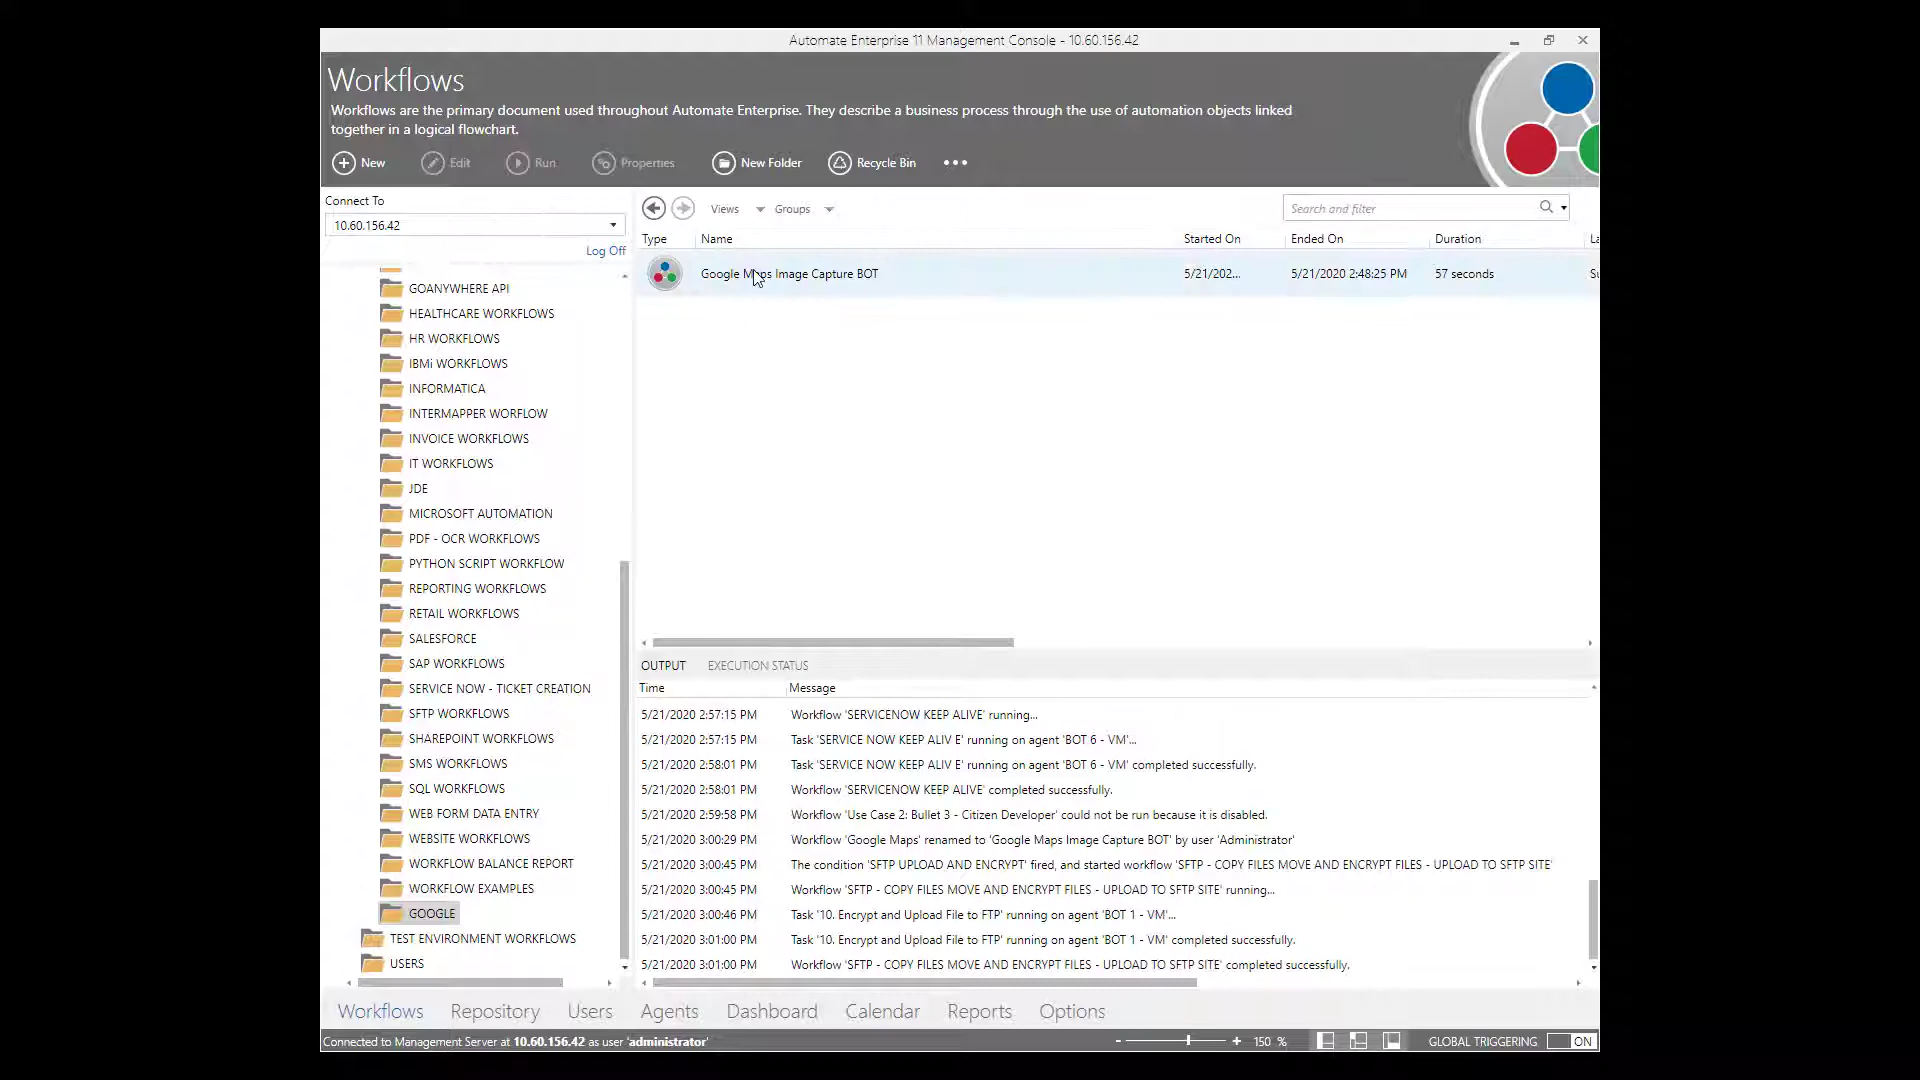 Automate Enterprise 11 Management Console - 10.60.156.42
Workflows
Workflows are the primary document used throughout Automate Enterprise. They describe a business process through the use of automation objects linked
together in a logical flowchart.
New Edit Run Properties New Folder Recycle Bin •••
Connect To
10.60.156.42
Log Off
GOANYWHERE API
HEALTHCARE WORKFLOWS
HR WORKFLOWS
IBMi WORKFLOWS
INFORMATICA
INTERMAPPER WORFLOW
INVOICE WORKFLOWS
IT WORKFLOWS
JDE
MICROSOFT AUTOMATION
PDF - OCR WORKFLOWS
PYTHON SCRIPT WORKFLOW
REPORTING WORKFLOWS
RETAIL WORKFLOWS
SALESFORCE
SAP WORKFLOWS
SERVICE NOW - TICKET CREATION
SFTP WORKFLOWS
SHAREPOINT WORKFLOWS
SMS WORKFLOWS
SQL WORKFLOWS
WEB FORM DATA ENTRY
WEBSITE WORKFLOWS
WORKFLOW BALANCE REPORT
WORKFLOW EXAMPLES
GOOGLE
TEST ENVIRONMENT WORKFLOWS
USERS
Views Groups Search and filter
Type Name Started On Ended On Duration La
Google Maps Image Capture BOT 5/21/202... 5/21/2020 2:48:25 PM 57 seconds Su
OUTPUT EXECUTION STATUS
Time Message
5/21/2020 2:57:15 PM Workflow 'SERVICENOW KEEP ALIVE' running...
5/21/2020 2:57:15 PM Task 'SERVICE NOW KEEP ALIV E' running on agent 'BOT 6 - VM'...
5/21/2020 2:58:01 PM Task 'SERVICE NOW KEEP ALIV E' running on agent 'BOT 6 - VM' completed successfully.
5/21/2020 2:58:01 PM Workflow 'SERVICENOW KEEP ALIVE' completed successfully.
5/21/2020 2:59:58 PM Workflow 'Use Case 2: Bullet 3 - Citizen Developer' could not be run because it is disabled.
5/21/2020 3:00:29 PM Workflow 'Google Maps' renamed to 'Google Maps Image Capture BOT' by user 'Administrator'
5/21/2020 3:00:45 PM The condition 'SFTP UPLOAD AND ENCRYPT' fired, and started workflow 'SFTP - COPY FILES MOVE AND ENCRYPT FILES - UPLOAD TO SFTP SITE'
5/21/2020 3:00:45 PM Workflow 'SFTP - COPY FILES MOVE AND ENCRYPT FILES - UPLOAD TO SFTP SITE' running...
5/21/2020 3:00:46 PM Task '10. Encrypt and Upload File to FTP' running on agent 'BOT 1 - VM'...
5/21/2020 3:01:00 PM Task '10. Encrypt and Upload File to FTP' running on agent 'BOT 1 - VM' completed successfully.
5/21/2020 3:01:00 PM Workflow 'SFTP - COPY FILES MOVE AND ENCRYPT FILES - UPLOAD TO SFTP SITE' completed successfully.
Workflows Repository Users Agents Dashboard Calendar Reports Options
Connected to Management Server at 10.60.156.42 as user 'administrator' - + 150 % GLOBAL TRIGGERING ON